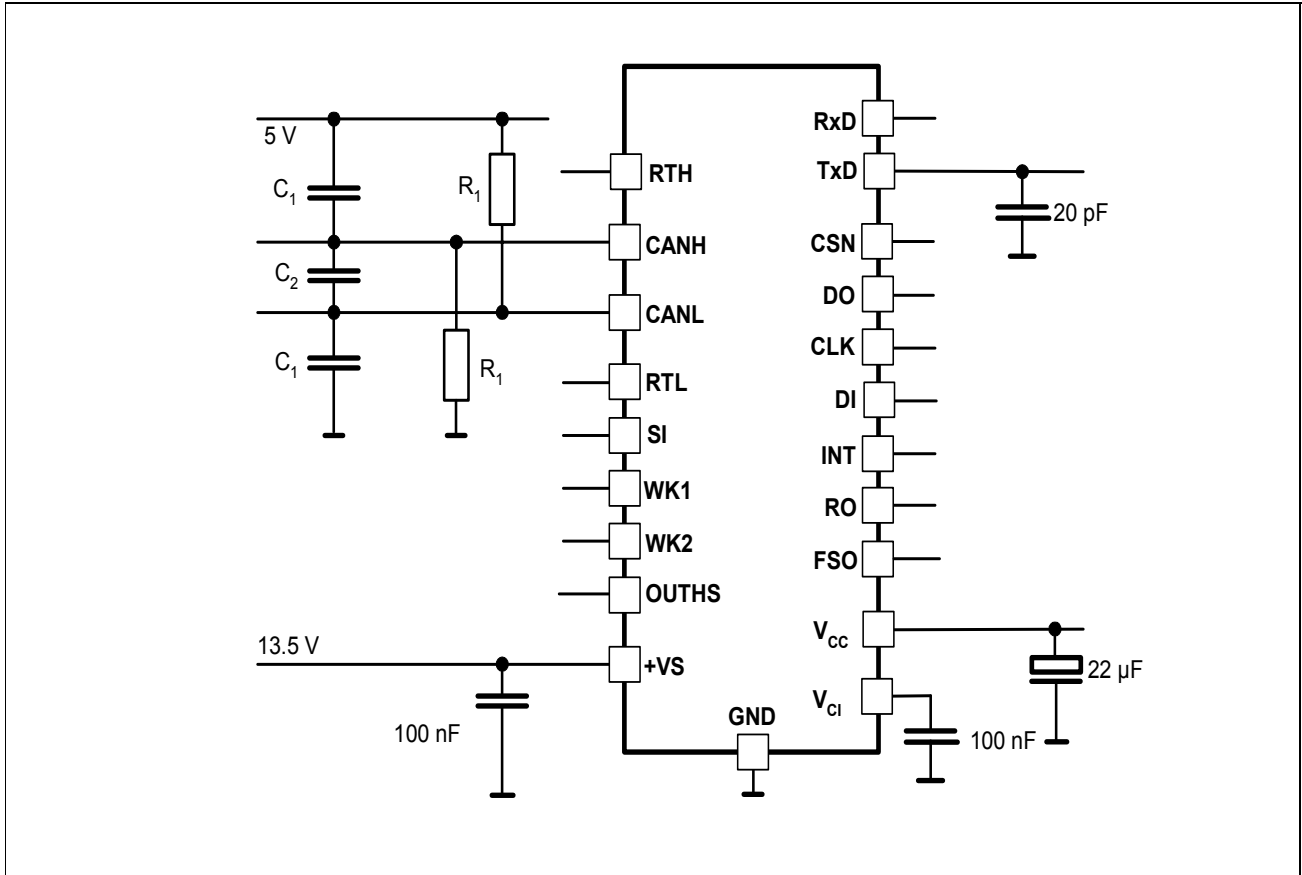 5 V
C1
R1
C2
C1
R1
13.5 V
100 nF
RTH
CANH
CANL
RTL
SI
WK1
WK2
OUTHS
+VS
GND
RxD
TxD
CSN
DO
CLK
DI
INT
RO
FSO
VCC
VCI
20 pF
22 µF
100 nF